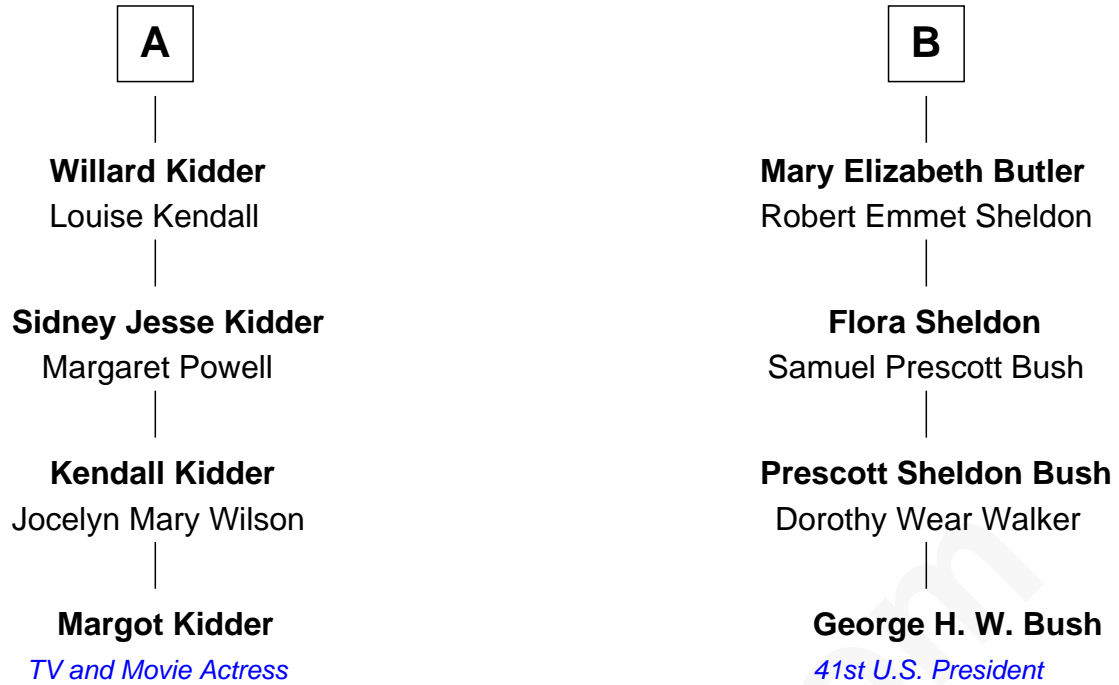 A
Willard Kidder
Louise Kendall
Sidney Jesse Kidder
Margaret Powell
Kendall Kidder
Jocelyn Mary Wilson
Margot Kidder
TV and Movie Actress
B
Mary Elizabeth Butler
Robert Emmet Sheldon
Flora Sheldon
Samuel Prescott Bush
Prescott Sheldon Bush
Dorothy Wear Walker
George H. W. Bush
41st U.S. President